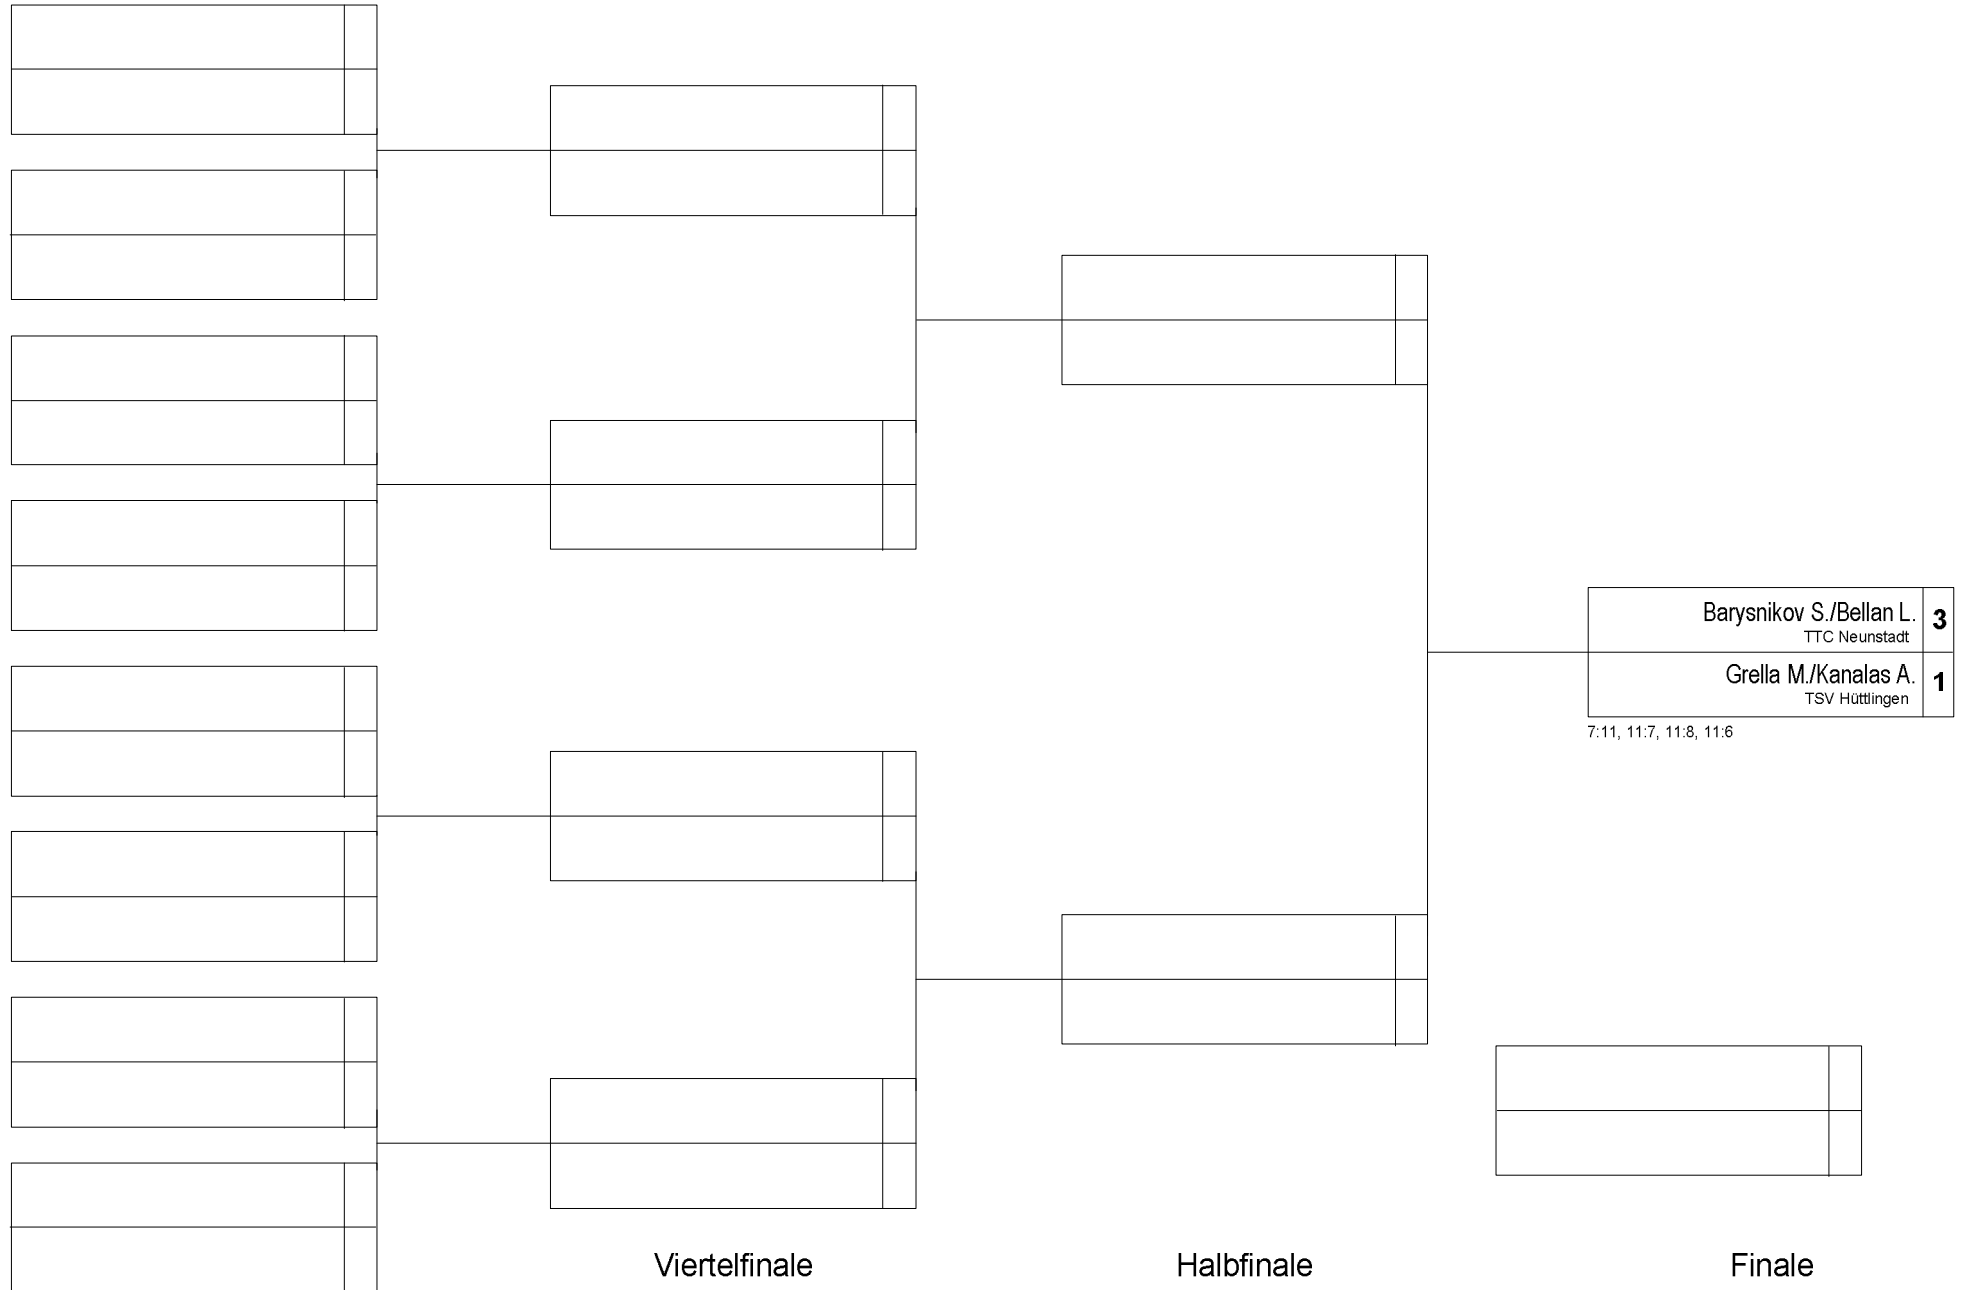 Barysnikov S./Bellan L. 3
TTC Neunstadt
Grella M./Kanalas A. 1
TSV Hüttlingen
7:11, 11:7, 11:8, 11:6
Viertelfinale Halbfinale Finale